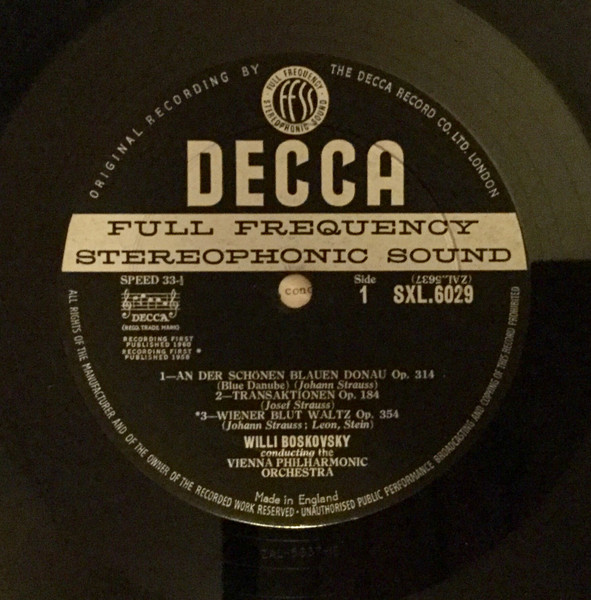 ORIGINAL RECORDING BY THE DECCA RECORD CO. LTD. LONDON
FULL FREQUENCY
ffss
STEREOPHONIC SOUND
DECCA
FULL FREQUENCY
STEREOPHONIC SOUND
SPEED 33-⅓
DECCA
(REGD. TRADE MARK)
RECORDING FIRST
PUBLISHED 1960
RECORDING FIRST *
PUBLISHED 1958
Side
1
(ZAL.5637)
SXL.6029
1—AN DER SCHONEN BLAUEN DONAU Op. 314
(Blue Danube) (Johann Strauss)
2—TRANSAKTIONEN Op. 184
(Josef Strauss)
*3—WIENER BLUT WALTZ Op. 354
(Johann Strauss; Leon, Stein)
WILLI BOSKOVSKY
conducting the
VIENNA PHILHARMONIC
ORCHESTRA
Made in England
ALL RIGHTS OF THE MANUFACTURER AND OF THE OWNER OF THE RECORDED WORK RESERVED · UNAUTHORISED PUBLIC PERFORMANCE BROADCASTING AND COPYING OF THIS RECORD PROHIBITED